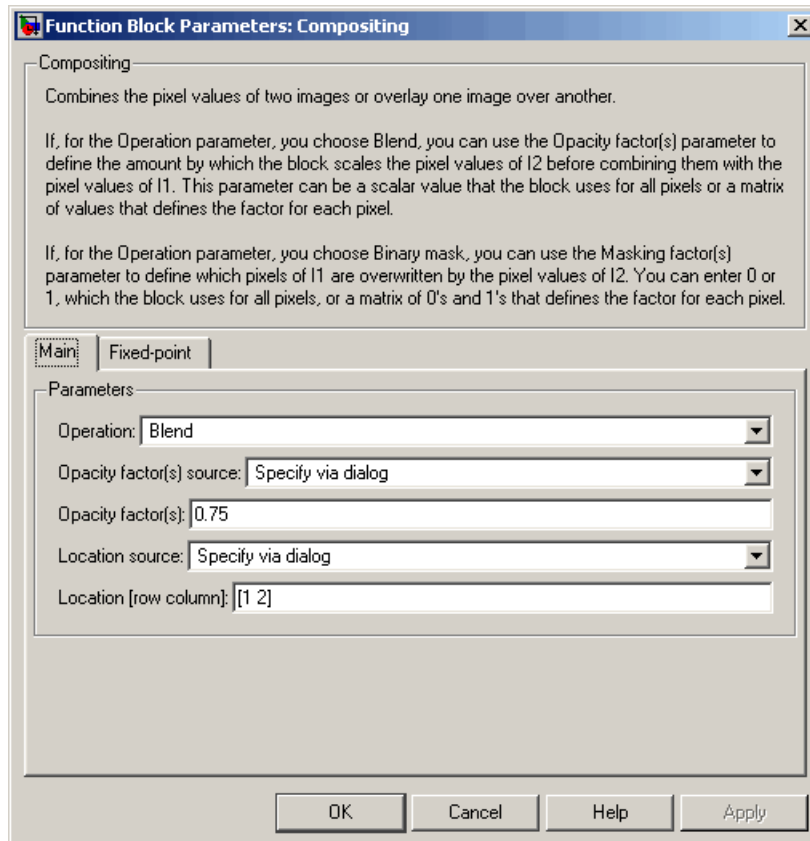 Function Block Parameters: Compositing
Compositing
Combines the pixel values of two images or overlay one image over another.
If, for the Operation parameter, you choose Blend, you can use the Opacity factor(s) parameter to
define the amount by which the block scales the pixel values of I2 before combining them with the
pixel values of I1. This parameter can be a scalar value that the block uses for all pixels or a matrix
of values that defines the factor for each pixel.
If, for the Operation parameter, you choose Binary mask, you can use the Masking factor(s)
parameter to define which pixels of I1 are overwritten by the pixel values of I2. You can enter 0 or
1, which the block uses for all pixels, or a matrix of 0's and 1's that defines the factor for each pixel.
Main Fixed-point
Parameters
Operation: Blend
Opacity factor(s) source: Specify via dialog
Opacity factor(s): 0.75
Location source: Specify via dialog
Location [row column]: [1 2]
OK Cancel Help Apply